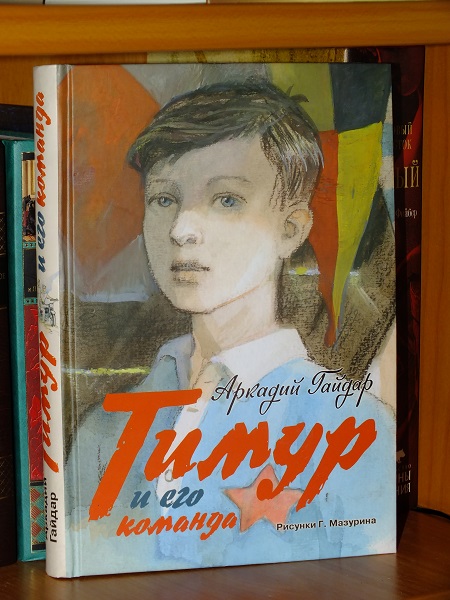 Аркадий Гайдар
Тимур
и его
команда
Рисунки Г. Мазурина
Гайдар
Тимур
и его команда